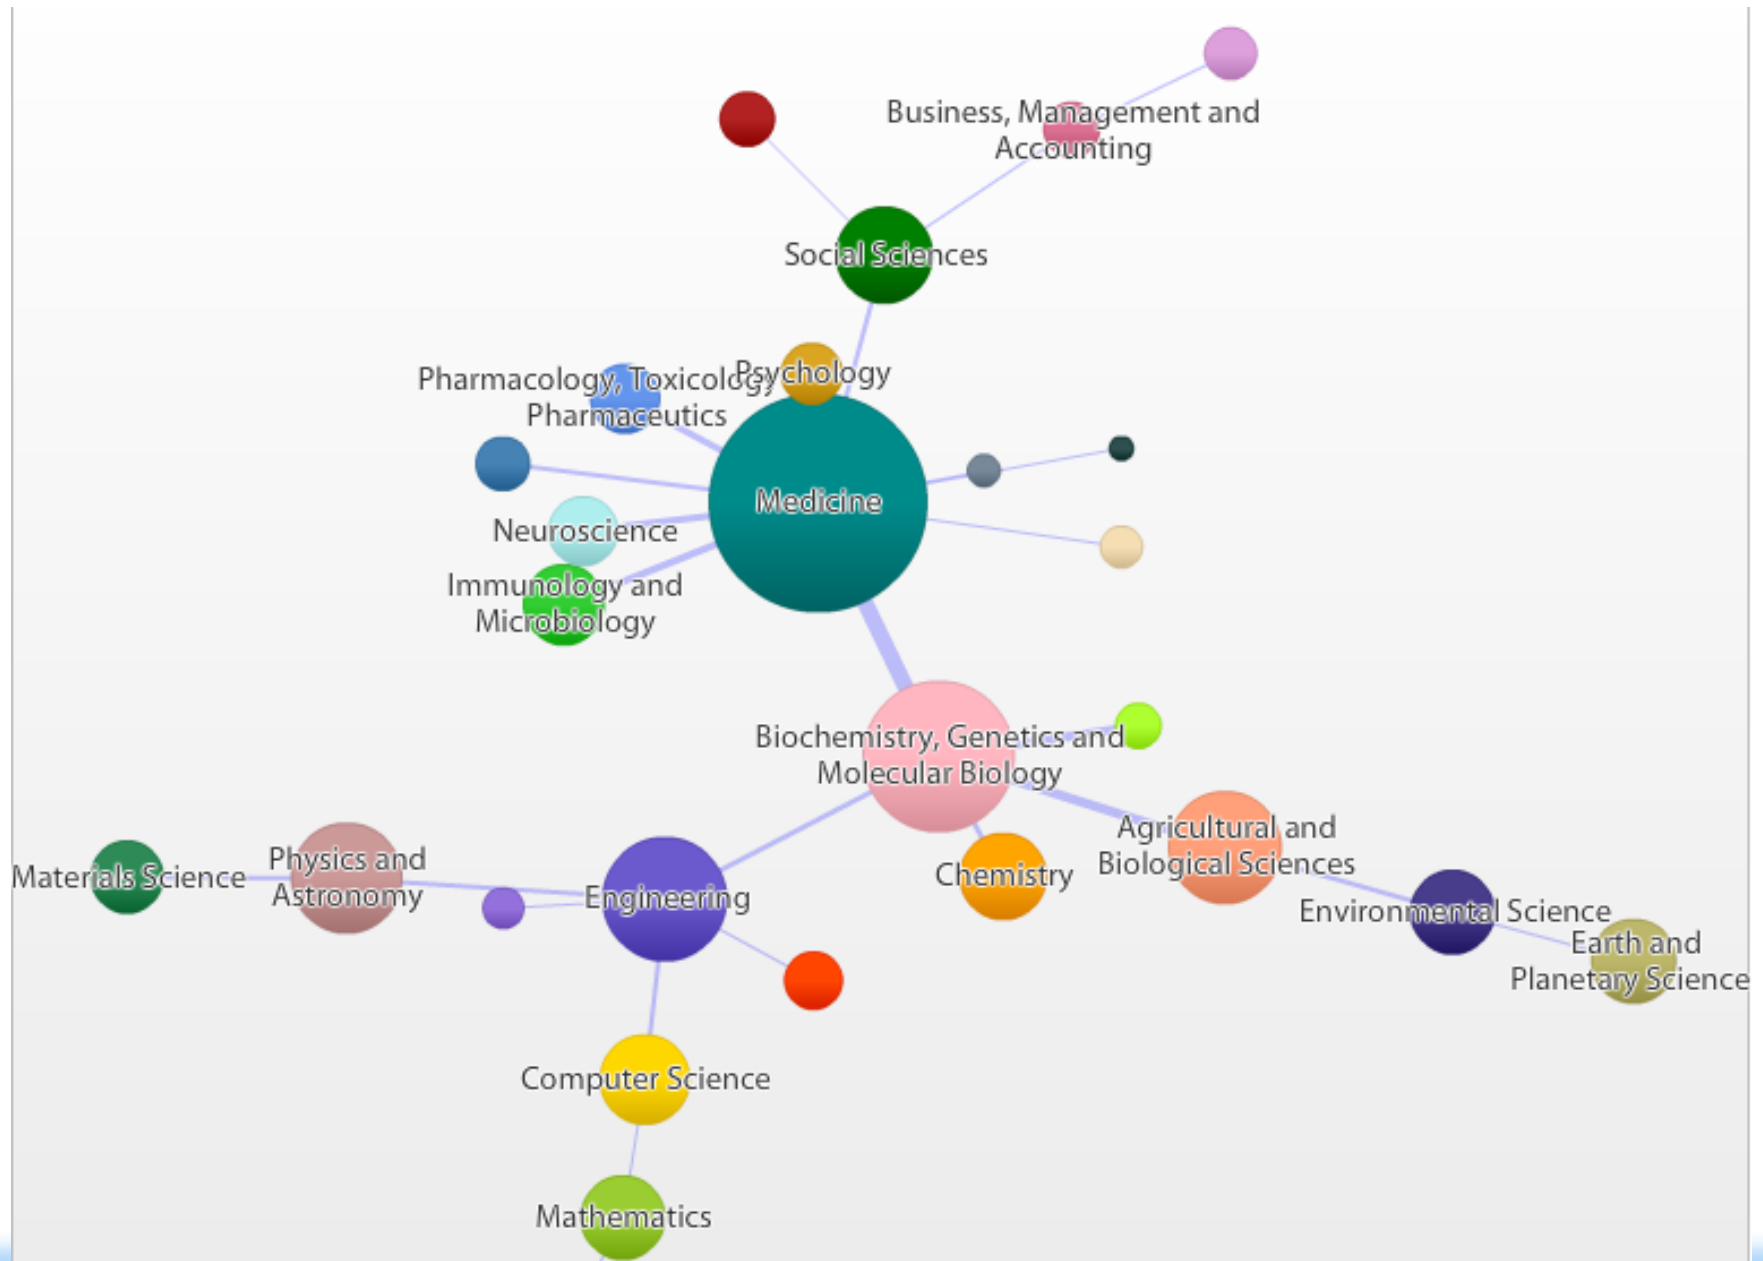 Business, Management and
Accounting
Social Sciences
Pharmacology, Toxicology
Pharmaceutics
Psychology
Medicine
Neuroscience
Immunology and
Microbiology
Biochemistry, Genetics and
Molecular Biology
Agricultural and
Biological Sciences
Chemistry
Materials Science
Physics and
Astronomy
Engineering
Environmental Science
Earth and
Planetary Science
Computer Science
Mathematics